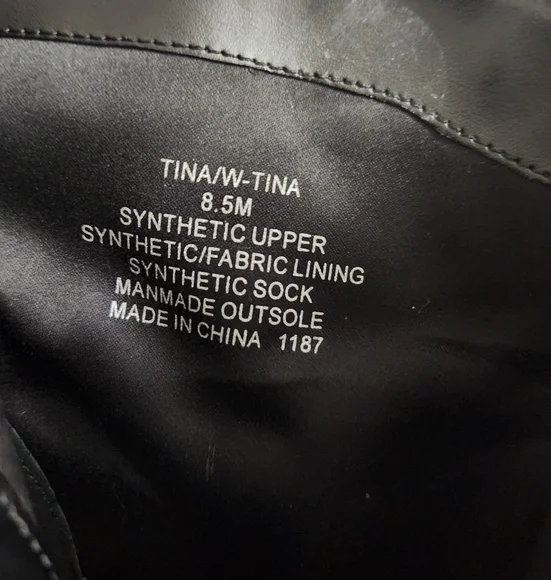 TINA/W-TINA
8.5M
SYNTHETIC UPPER
SYNTHETIC/FABRIC LINING
SYNTHETIC SOCK
MANMADE OUTSOLE
MADE IN CHINA 1187